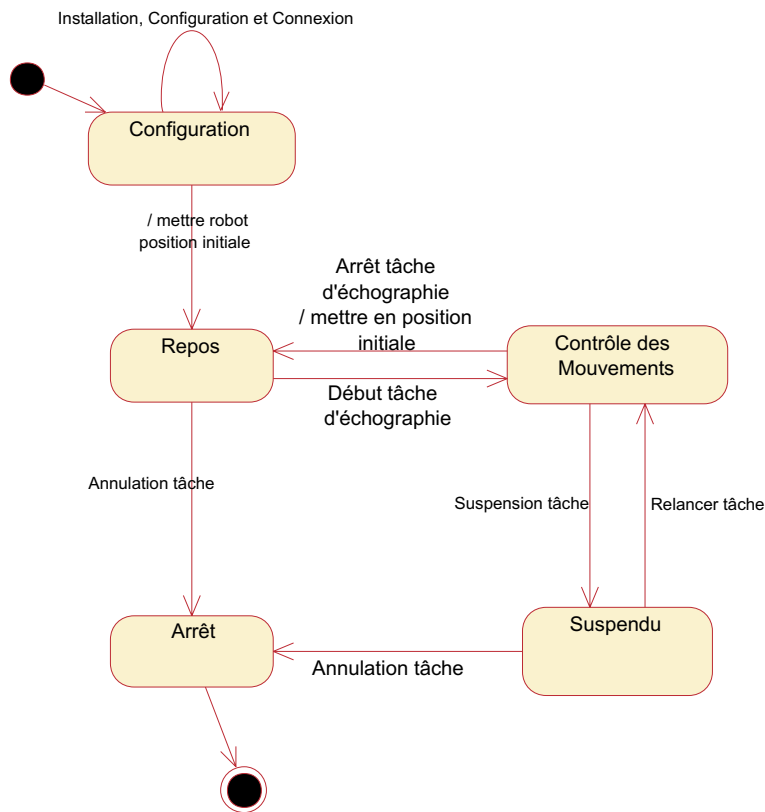 Installation, Configuration et Connexion
Configuration
/ mettre robot
position initiale
Arrêt tâche
d'échographie
/ mettre en position
initiale
Repos
Contrôle des
Mouvements
Début tâche
d'échographie
Annulation tâche
Suspension tâche
Relancer tâche
Arrêt
Suspendu
Annulation tâche